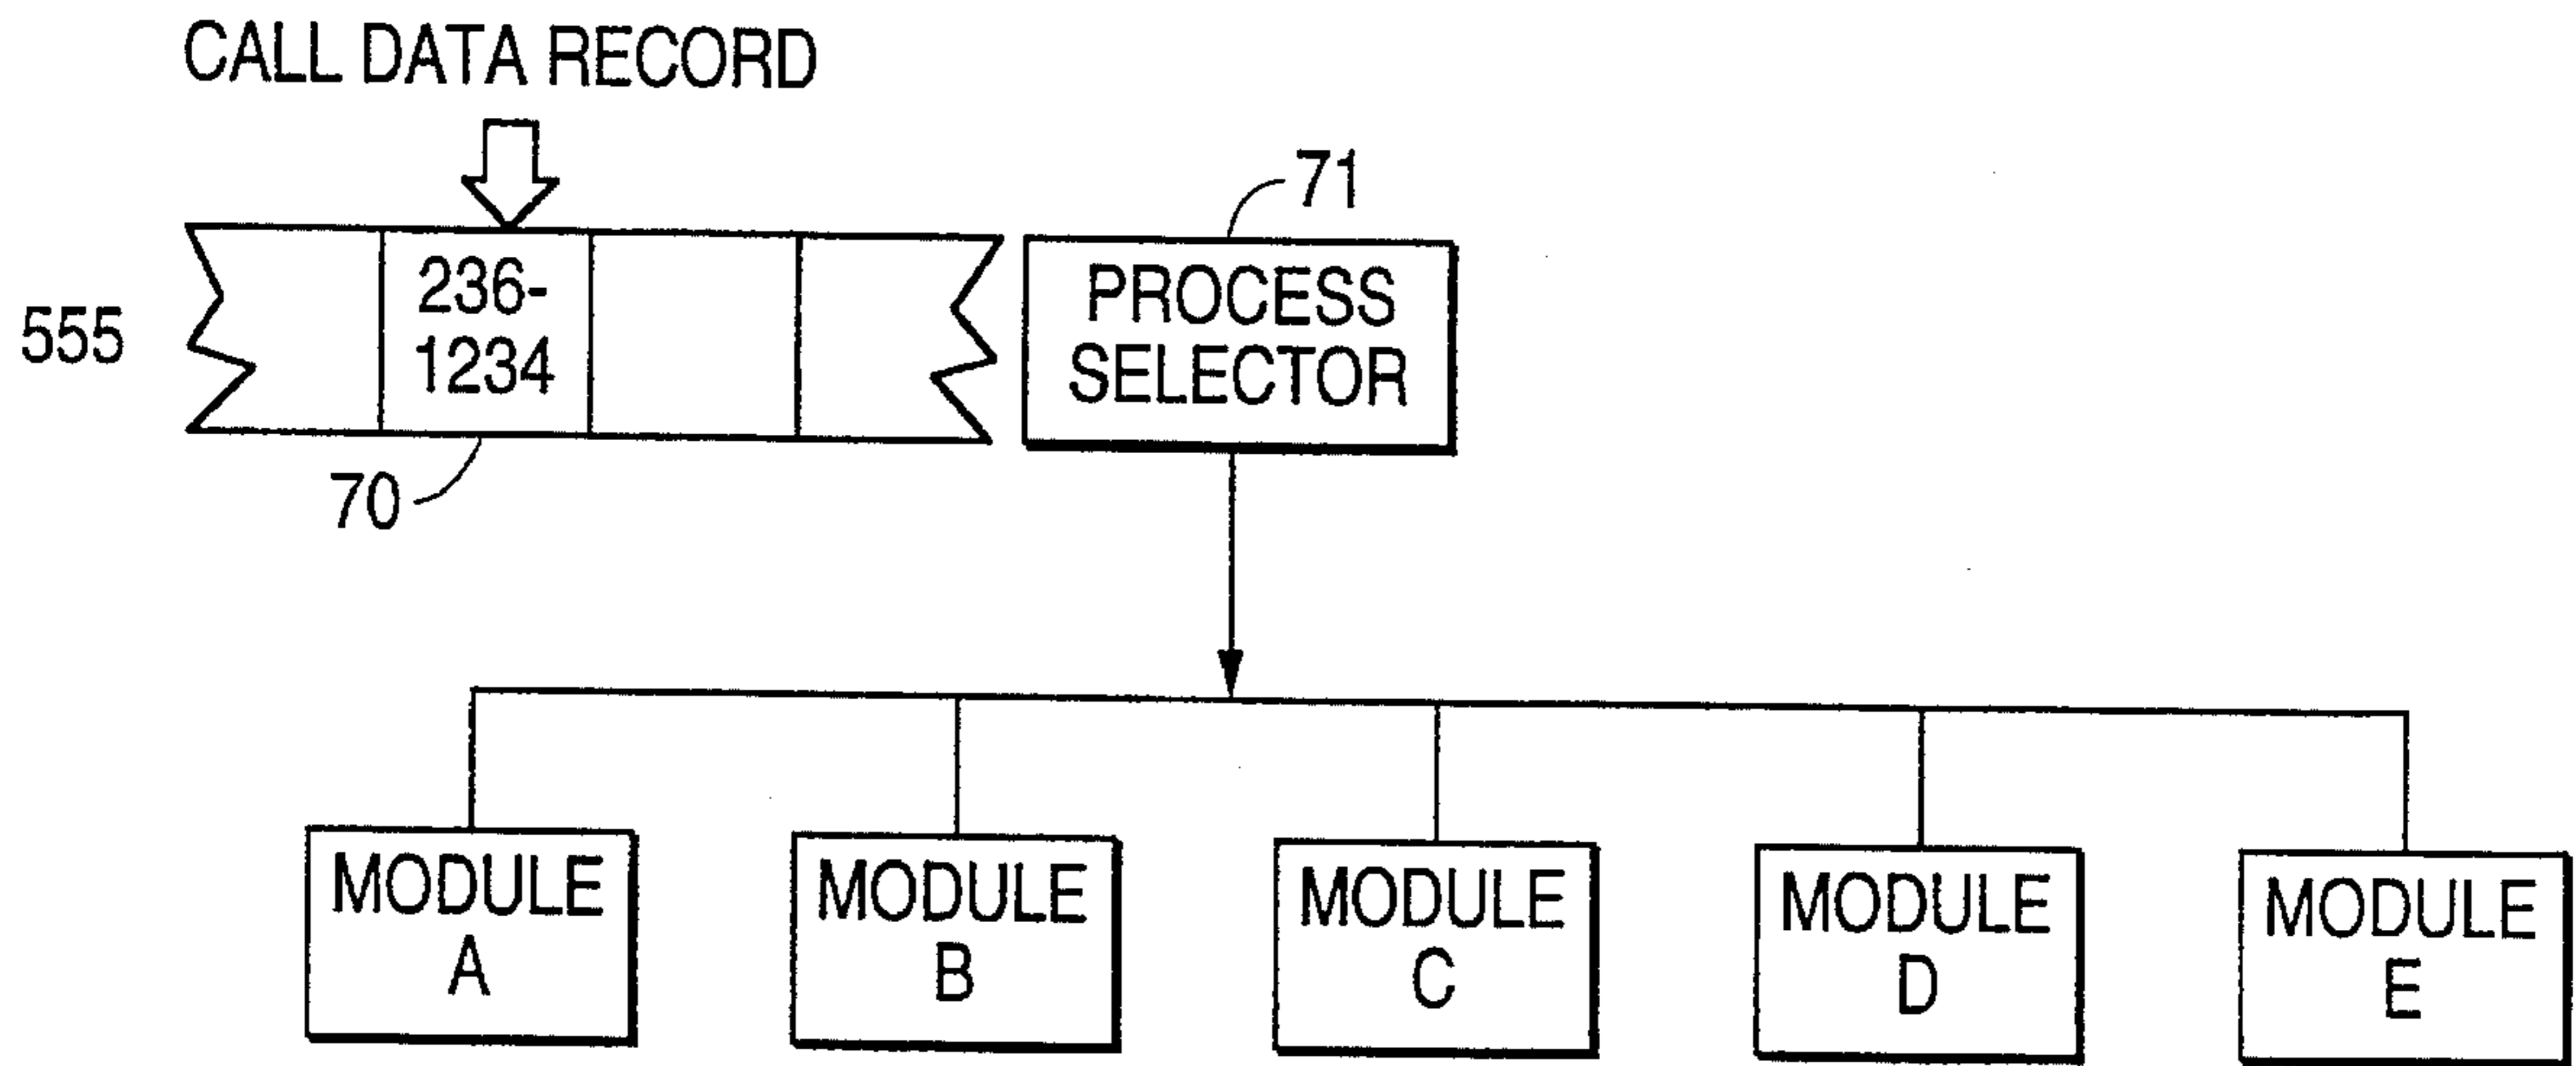 CALL DATA RECORD
71
555
236-
1234
PROCESS
SELECTOR
70
MODULE
A
MODULE
B
MODULE
C
MODULE
D
MODULE
E